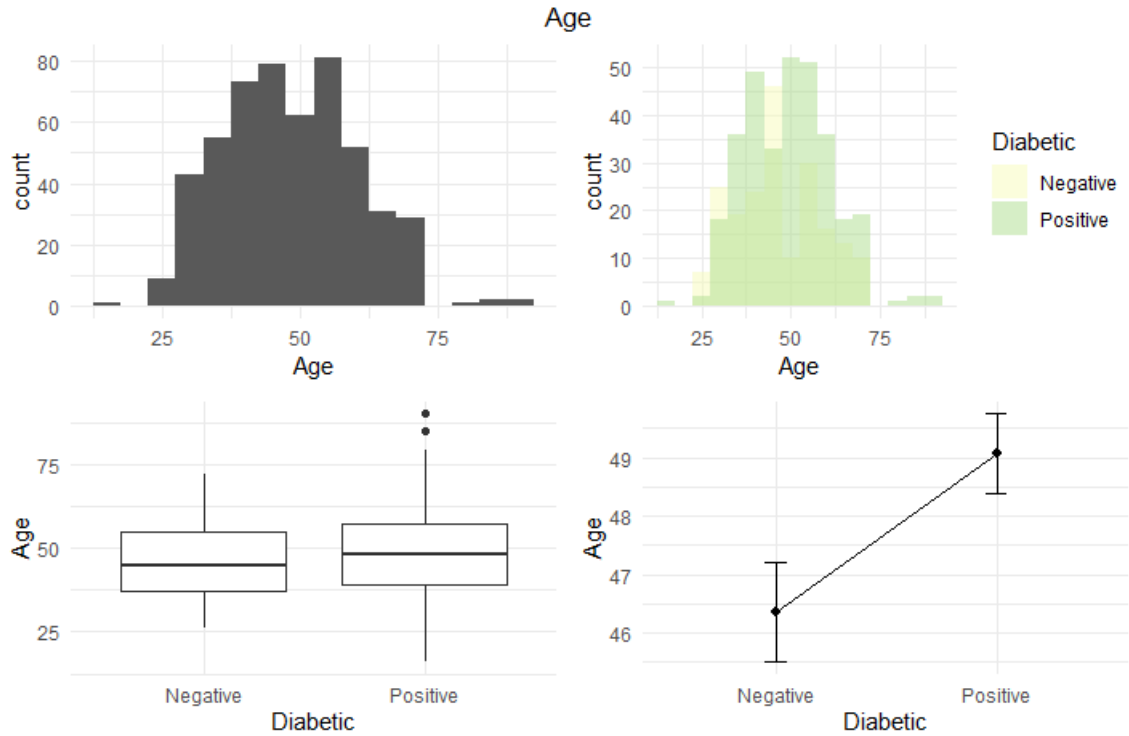 Age
80
60
40
20
0
count
25 50 75
Age
50
40
30
20
10
0
count
25 50 75
Age
Diabetic
Negative
Positive
75
50
25
Age
Negative Positive
Diabetic
49
48
47
46
Age
Negative Positive
Diabetic